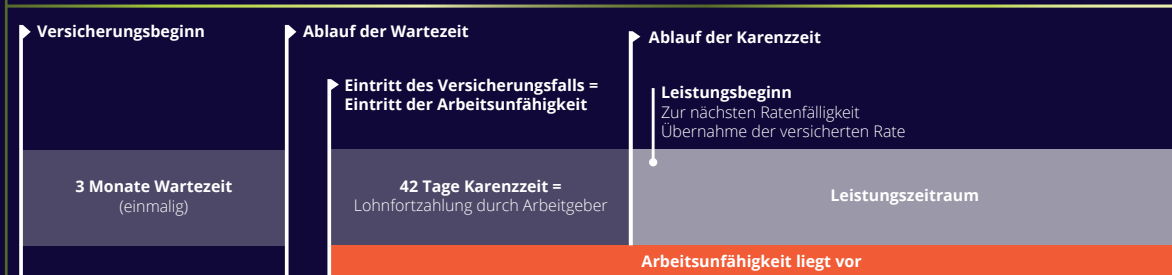 Versicherungsbeginn
Ablauf der Wartezeit
Ablauf der Karenzzeit
Eintritt des Versicherungsfalls =
Eintritt der Arbeitsunfähigkeit
Leistungsbeginn
Zur nächsten Ratenfälligkeit
Übernahme der versicherten Rate
3 Monate Wartezeit
(einmalig)
42 Tage Karenzzeit =
Lohnfortzahlung durch Arbeitgeber
Leistungszeitraum
Arbeitsunfähigkeit liegt vor